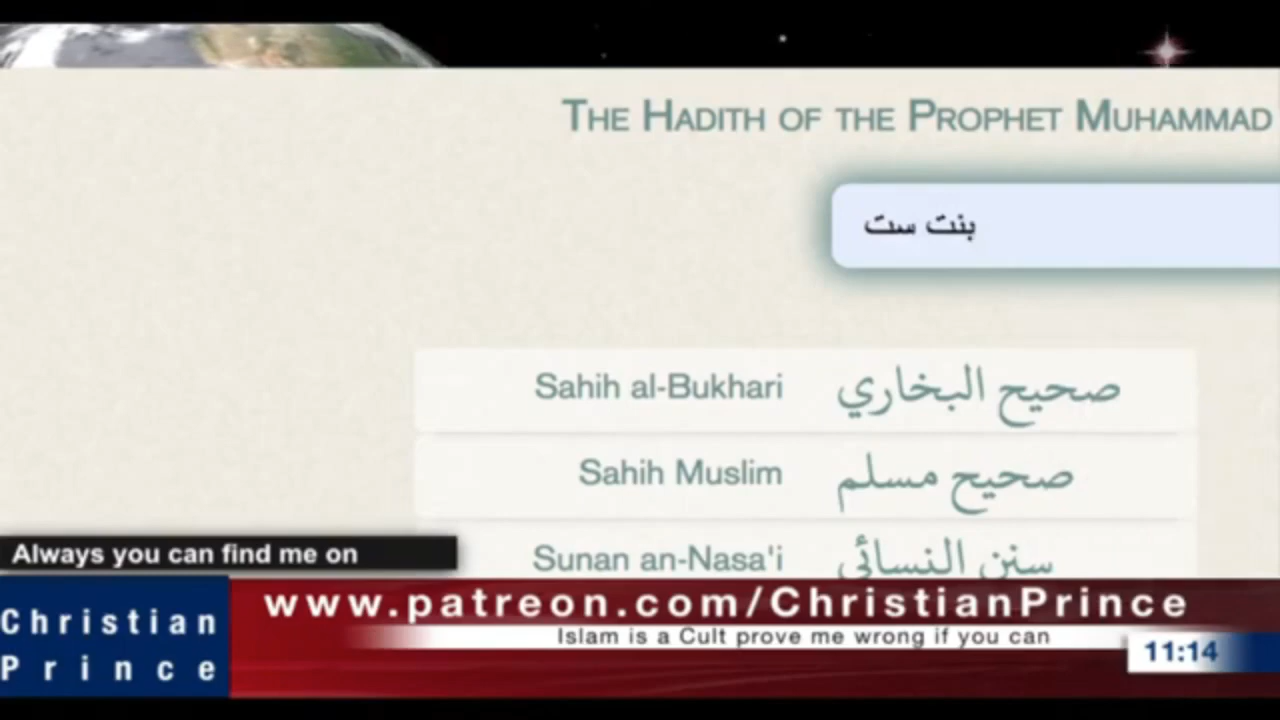 The Hadith of the Prophet Muhammad
بنت ست
Sahih al-Bukhari صحيح البخاري
Sahih Muslim صحيح مسلم
Sunan an-Nasa'i سنن النسائي
Always you can find me on
Christian Prince
www.patreon.com/ChristianPrince
Islam is a Cult prove me wrong if you can
11:14